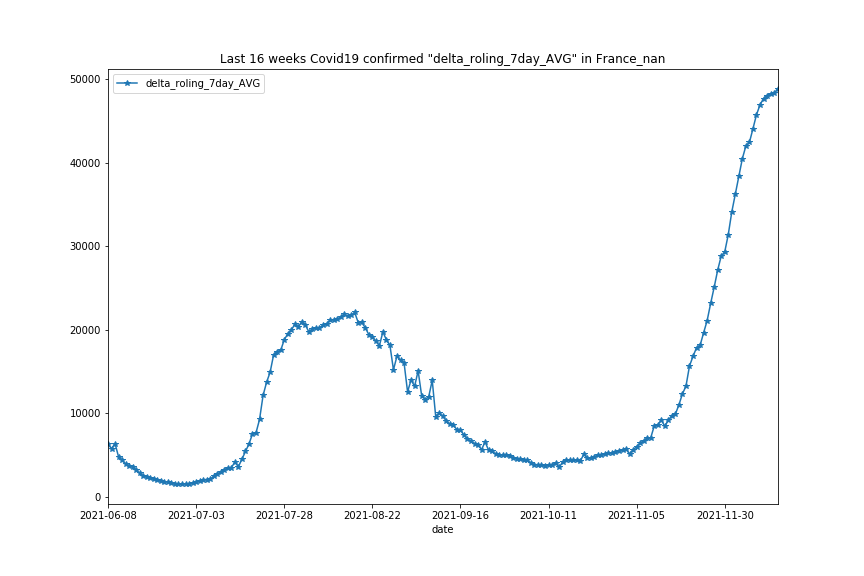 Last 16 weeks Covid19 confirmed "delta_roling_7day_AVG" in France_nan
delta_roling_7day_AVG
50000
40000
30000
20000
10000
0
2021-06-08 2021-07-03 2021-07-28 2021-08-22 2021-09-16 2021-10-11 2021-11-05 2021-11-30
date